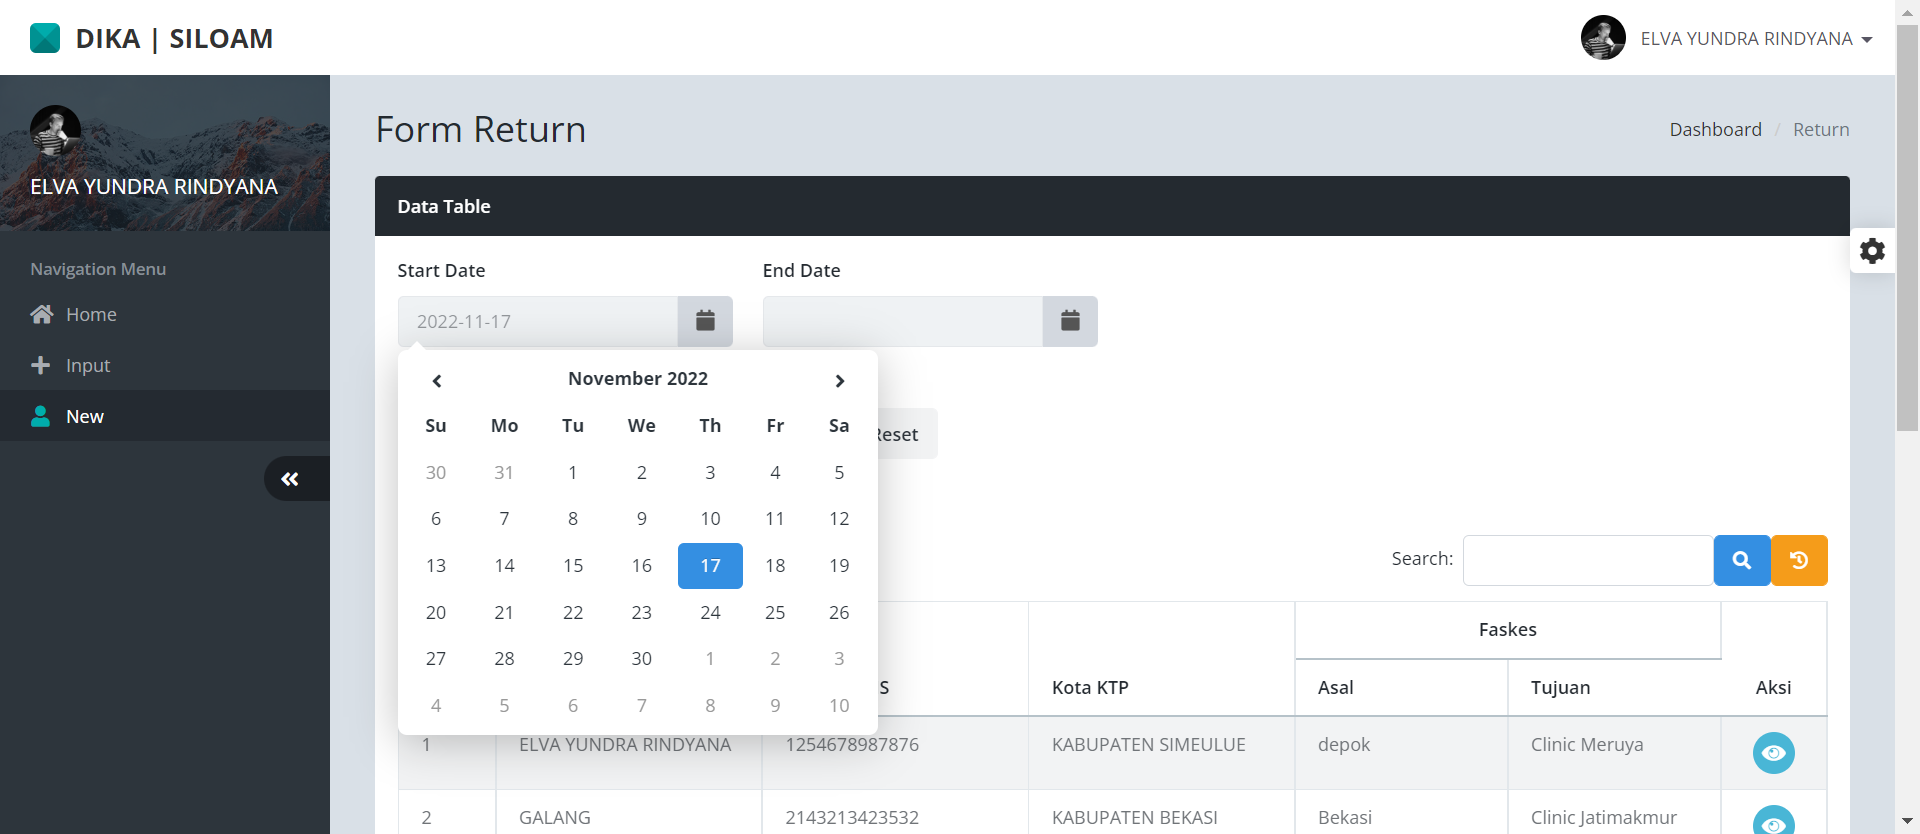 DIKA | SILOAM
ELVA YUNDRA RINDYANA
ELVA YUNDRA RINDYANA
Navigation Menu
Home
Input
New
Form Return
Dashboard / Return
Data Table
Start Date
End Date
2022-11-17
November 2022
Su Mo Tu We Th Fr Sa
30 31 1 2 3 4 5
6 7 8 9 10 11 12
13 14 15 16 17 18 19
20 21 22 23 24 25 26
27 28 29 30 1 2 3
4 5 6 7 8 9 10
Reset
Search:
S
Kota KTP
Faskes
Asal
Tujuan
Aksi
1 ELVA YUNDRA RINDYANA 1254678987876 KABUPATEN SIMEULUE depok Clinic Meruya
2 GALANG 2143213423532 KABUPATEN BEKASI Bekasi Clinic Jatimakmur